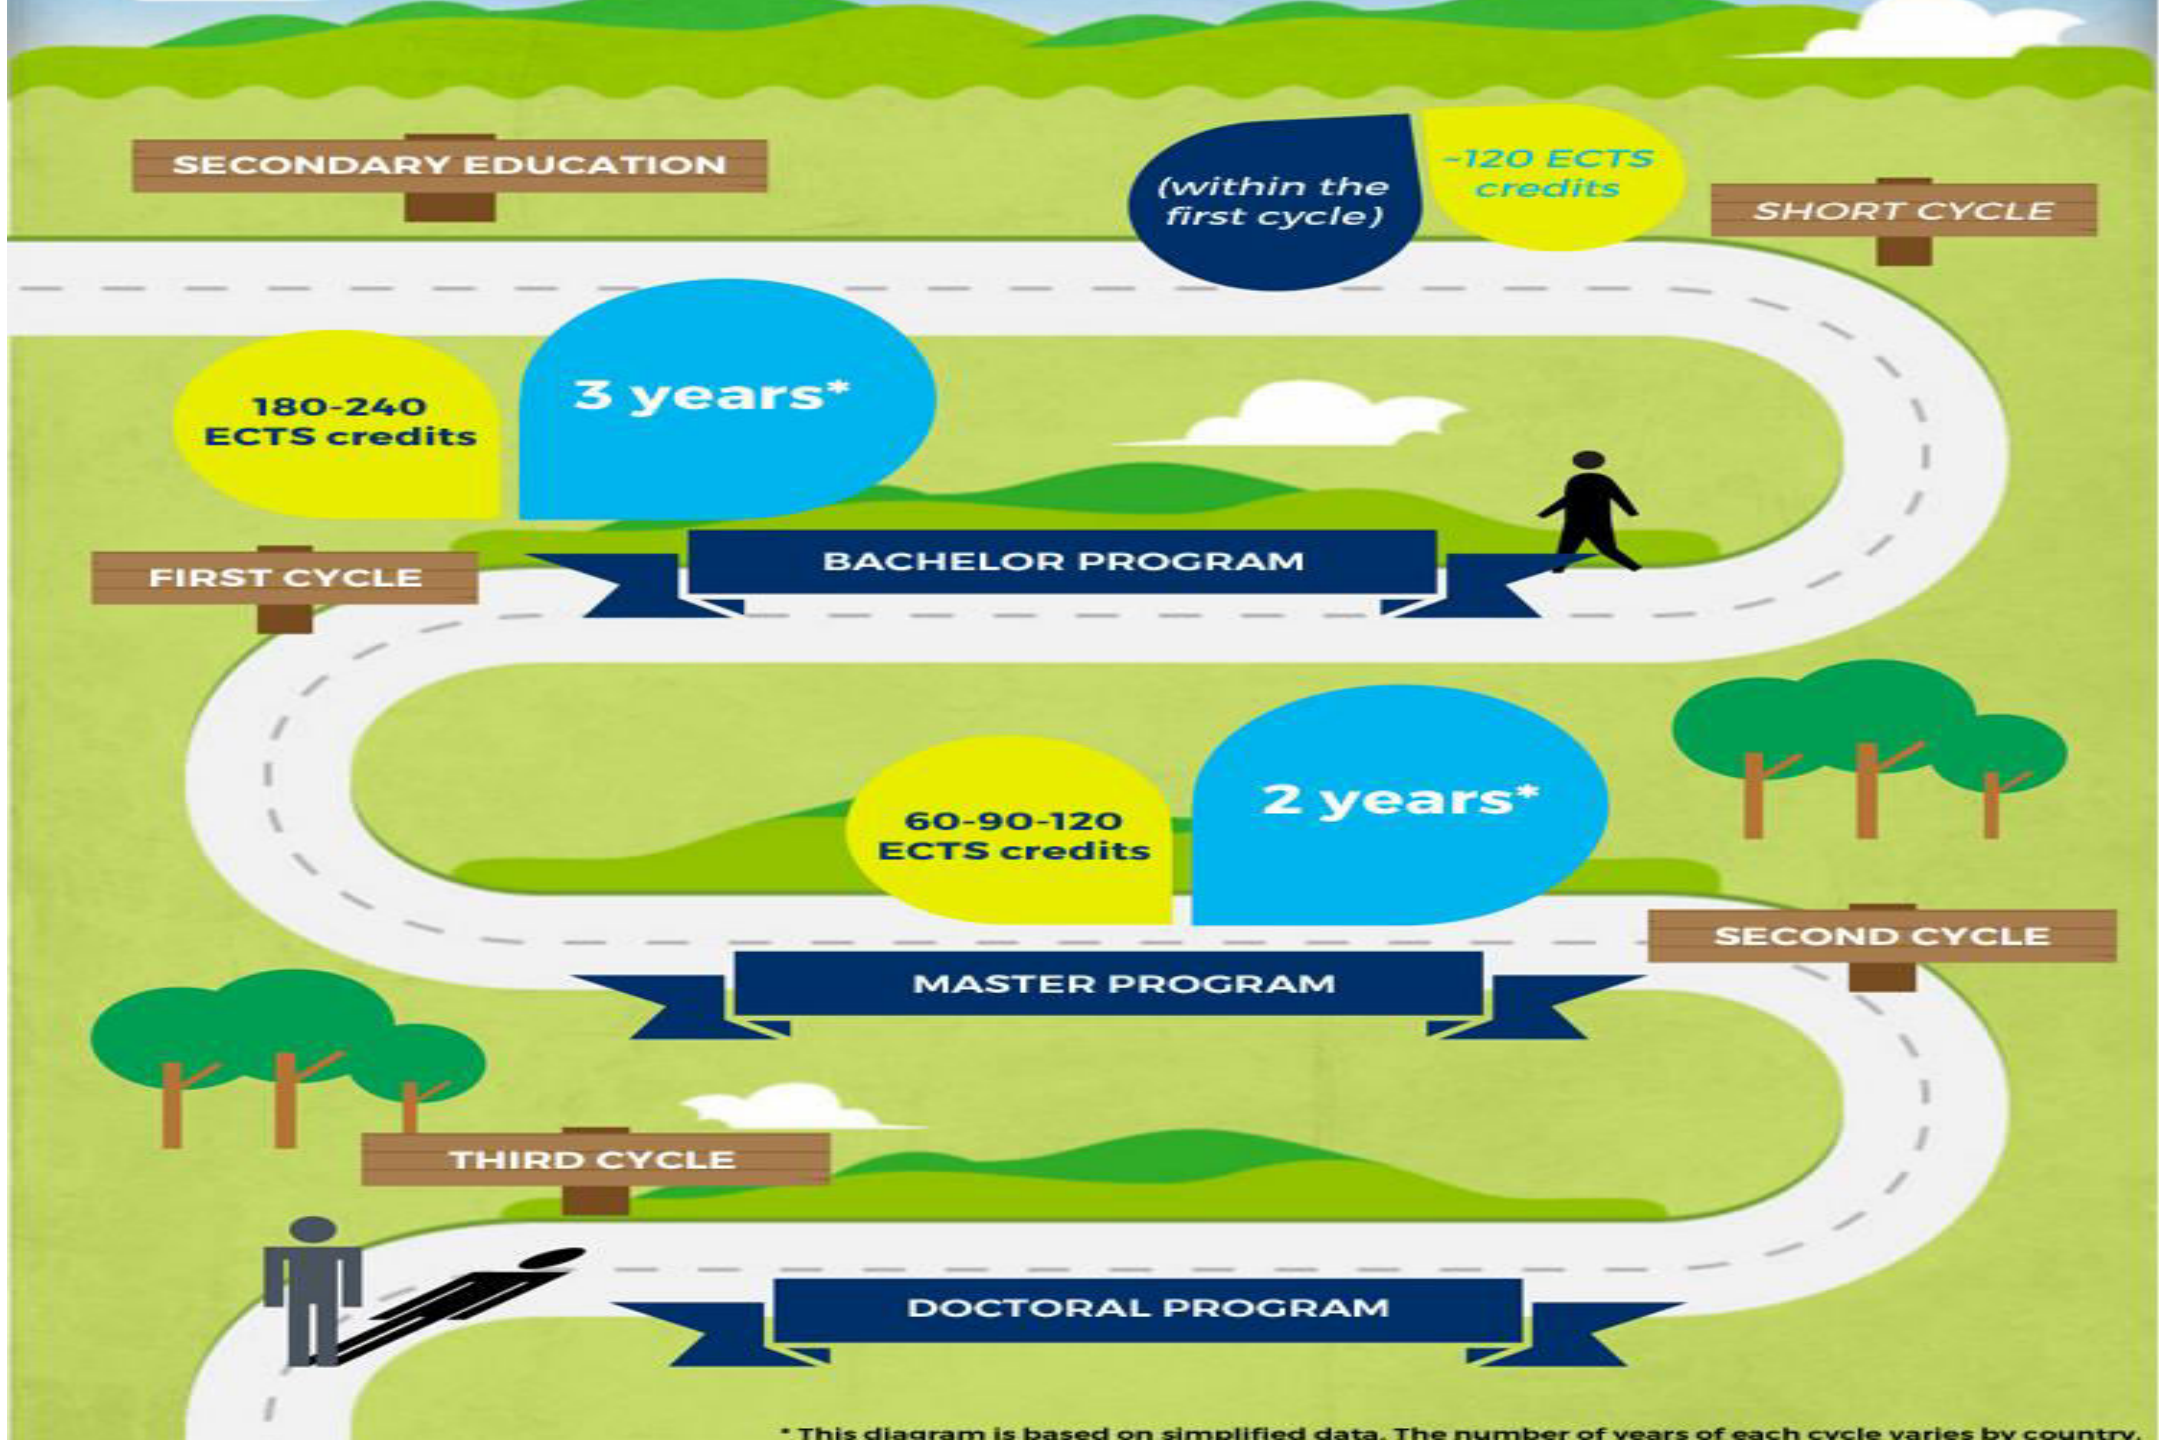 SECONDARY EDUCATION
(within the
first cycle)
~120 ECTS
credits
SHORT CYCLE
180-240
ECTS credits
3 years*
BACHELOR PROGRAM
FIRST CYCLE
60-90-120
ECTS credits
2 years*
SECOND CYCLE
MASTER PROGRAM
THIRD CYCLE
DOCTORAL PROGRAM
* This diagram is based on simplified data. The number of years of each cycle varies by country.